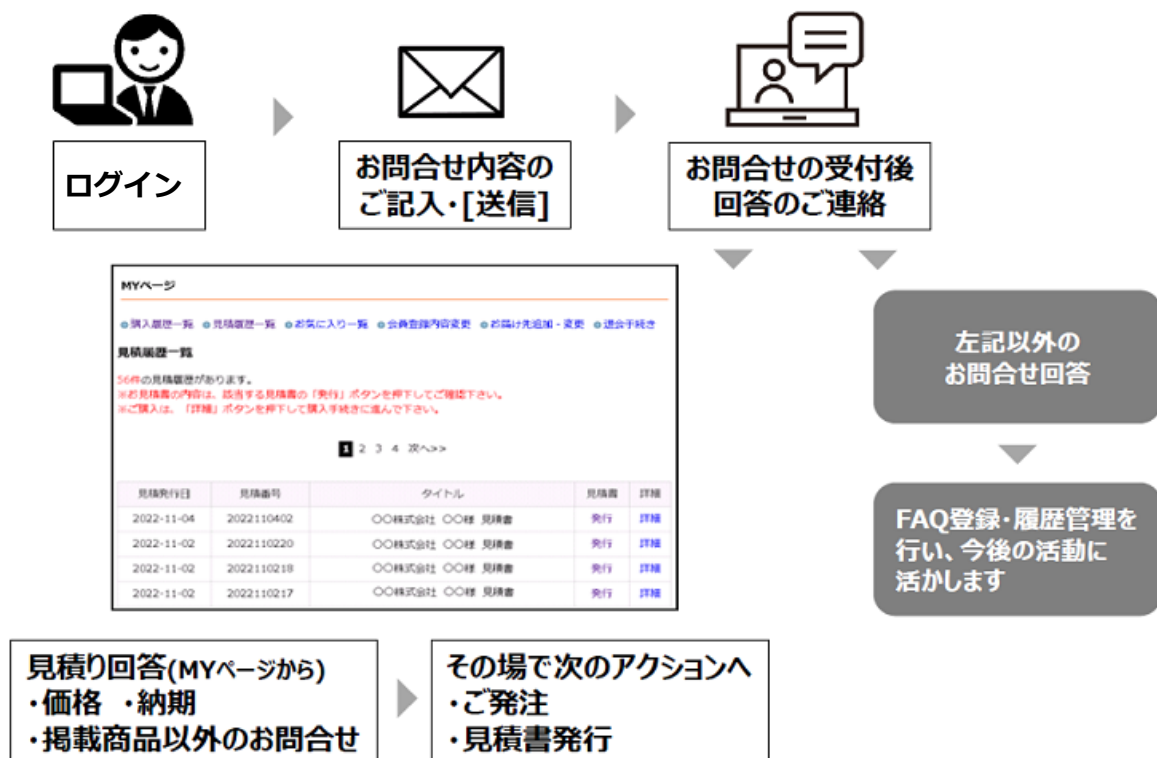 ログイン
お問合せ内容の
ご記入・[送信]
お問合せの受付後
回答のご連絡
MYページ
購入履歴一覧 見積履歴一覧 お気に入り一覧 会員登録内容変更 お届け先追加・変更 退会手続き
見積履歴一覧
56件の見積履歴があります。
※お見積書の内容は、該当する見積書の「発行」ボタンを押下してご確認下さい。
※ご購入は、「詳細」ボタンを押下して購入手続きに進んで下さい。
1 2 3 4 次へ>>
見積発行日 見積番号 タイトル 見積書 詳細
2022-11-04 2022110402 〇〇株式会社 〇〇様 見積書 発行 詳細
2022-11-02 2022110220 〇〇株式会社 〇〇様 見積書 発行 詳細
2022-11-02 2022110218 〇〇株式会社 〇〇様 見積書 発行 詳細
2022-11-02 2022110217 〇〇株式会社 〇〇様 見積書 発行 詳細
左記以外の
お問合せ回答
FAQ登録・履歴管理を
行い、今後の活動に
活かします
見積り回答(MYページから)
・価格 ・納期
・掲載商品以外のお問合せ
その場で次のアクションへ
・ご発注
・見積書発行